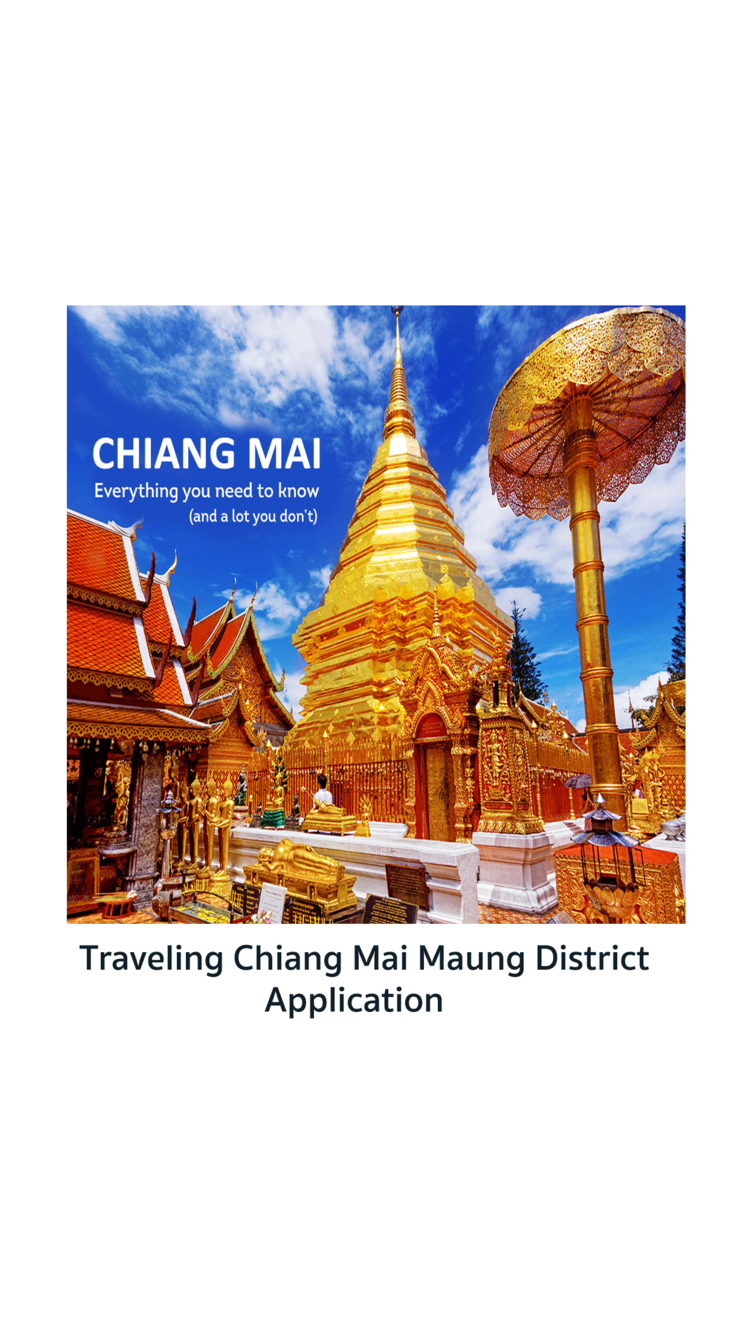 CHIANG MAI
Everything you need to know
(and a lot you don't)
Traveling Chiang Mai Maung District
Application